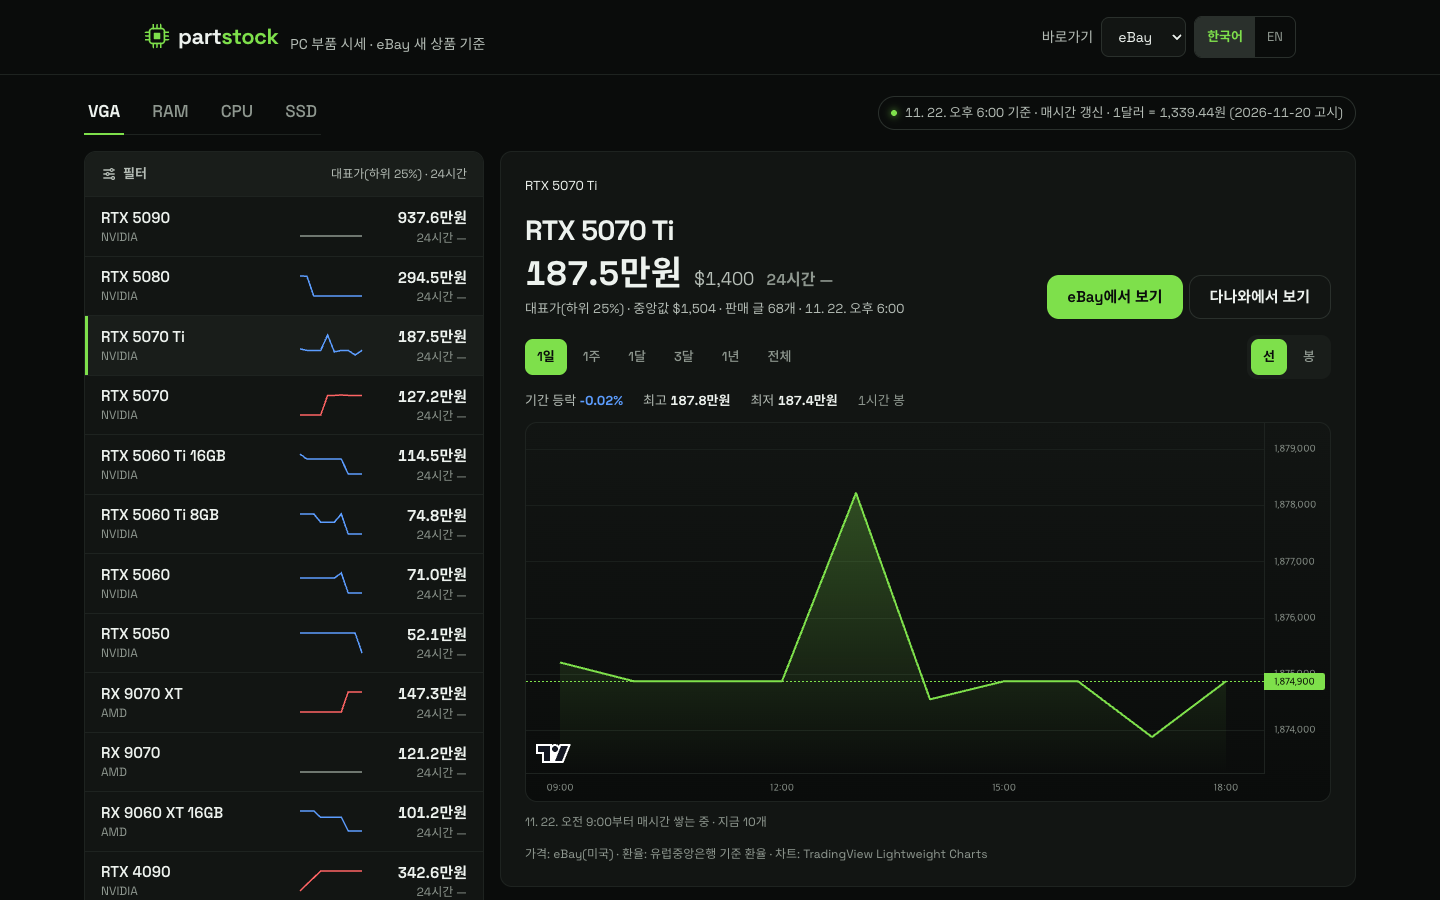 partstock
PC 부품 시세 · eBay 새 상품 기준
바로가기
eBay
한국어
EN
VGA RAM CPU SSD
11. 22. 오후 6:00 기준 · 매시간 갱신 · 1달러 = 1,339.44원 (2026-11-20 고시)
필터
대표가(하위 25%) · 24시간
RTX 5090 937.6만원
NVIDIA 24시간 —
RTX 5080 294.5만원
NVIDIA 24시간 —
RTX 5070 Ti 187.5만원
NVIDIA 24시간 —
RTX 5070 127.2만원
NVIDIA 24시간 —
RTX 5060 Ti 16GB 114.5만원
NVIDIA 24시간 —
RTX 5060 Ti 8GB 74.8만원
NVIDIA 24시간 —
RTX 5060 71.0만원
NVIDIA 24시간 —
RTX 5050 52.1만원
NVIDIA 24시간 —
RX 9070 XT 147.3만원
AMD 24시간 —
RX 9070 121.2만원
AMD 24시간 —
RX 9060 XT 16GB 101.2만원
AMD 24시간 —
RTX 4090 342.6만원
NVIDIA 24시간 —
RTX 5070 Ti
RTX 5070 Ti
187.5만원 $1,400 24시간 —
대표가(하위 25%) · 중앙값 $1,504 · 판매 글 68개 · 11. 22. 오후 6:00
eBay에서 보기
다나와에서 보기
1일 1주 1달 3달 1년 전체
선 봉
기간 등락 -0.02% 최고 187.8만원 최저 187.4만원 1시간 봉
1,879,000
1,878,000
1,877,000
1,876,000
1,875,000
1,874,900
1,874,000
09:00 12:00 15:00 18:00
11. 22. 오전 9:00부터 매시간 쌓는 중 · 지금 10개
가격: eBay(미국) · 환율: 유럽중앙은행 기준 환율 · 차트: TradingView Lightweight Charts